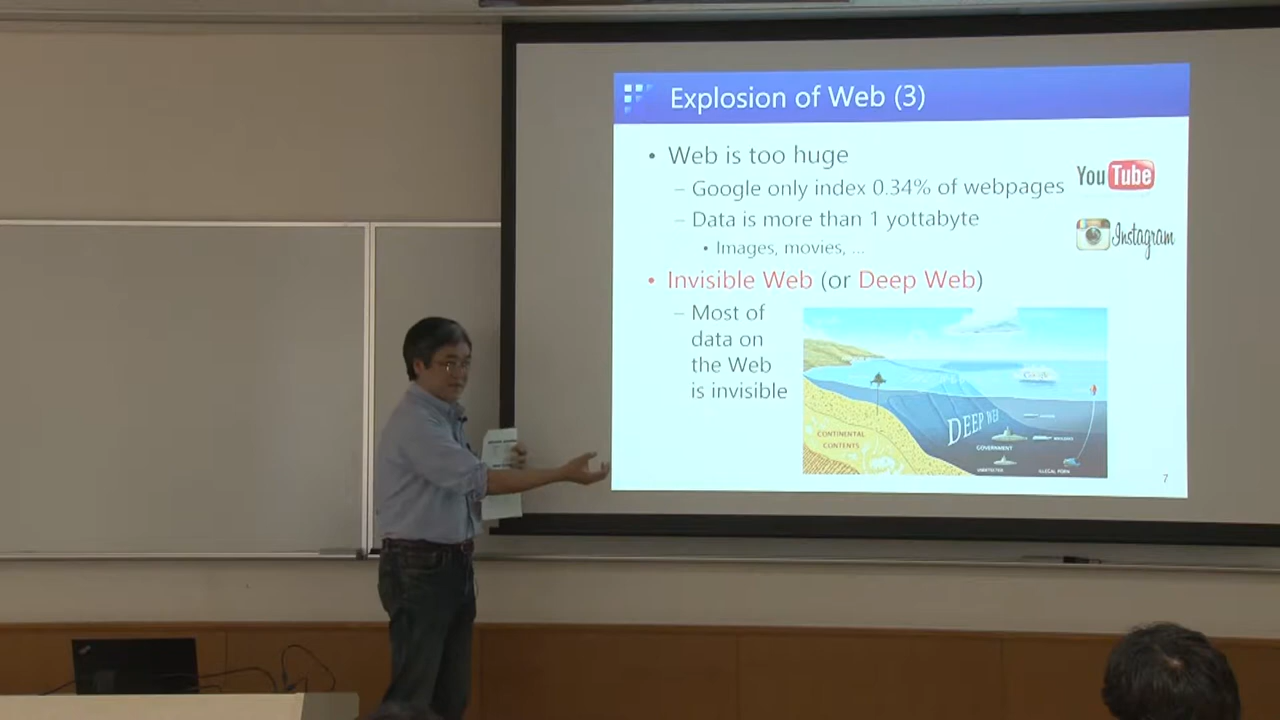 Explosion of Web (3)
• Web is too huge
– Google only index 0.34% of webpages
– Data is more than 1 yottabyte
• Images, movies, ...
• Invisible Web (or Deep Web)
– Most of
data on
the Web
is invisible
YouTube
Instagram
DEEP WEB
CONTINENTAL
CONTENTS
GOVERNMENT
7